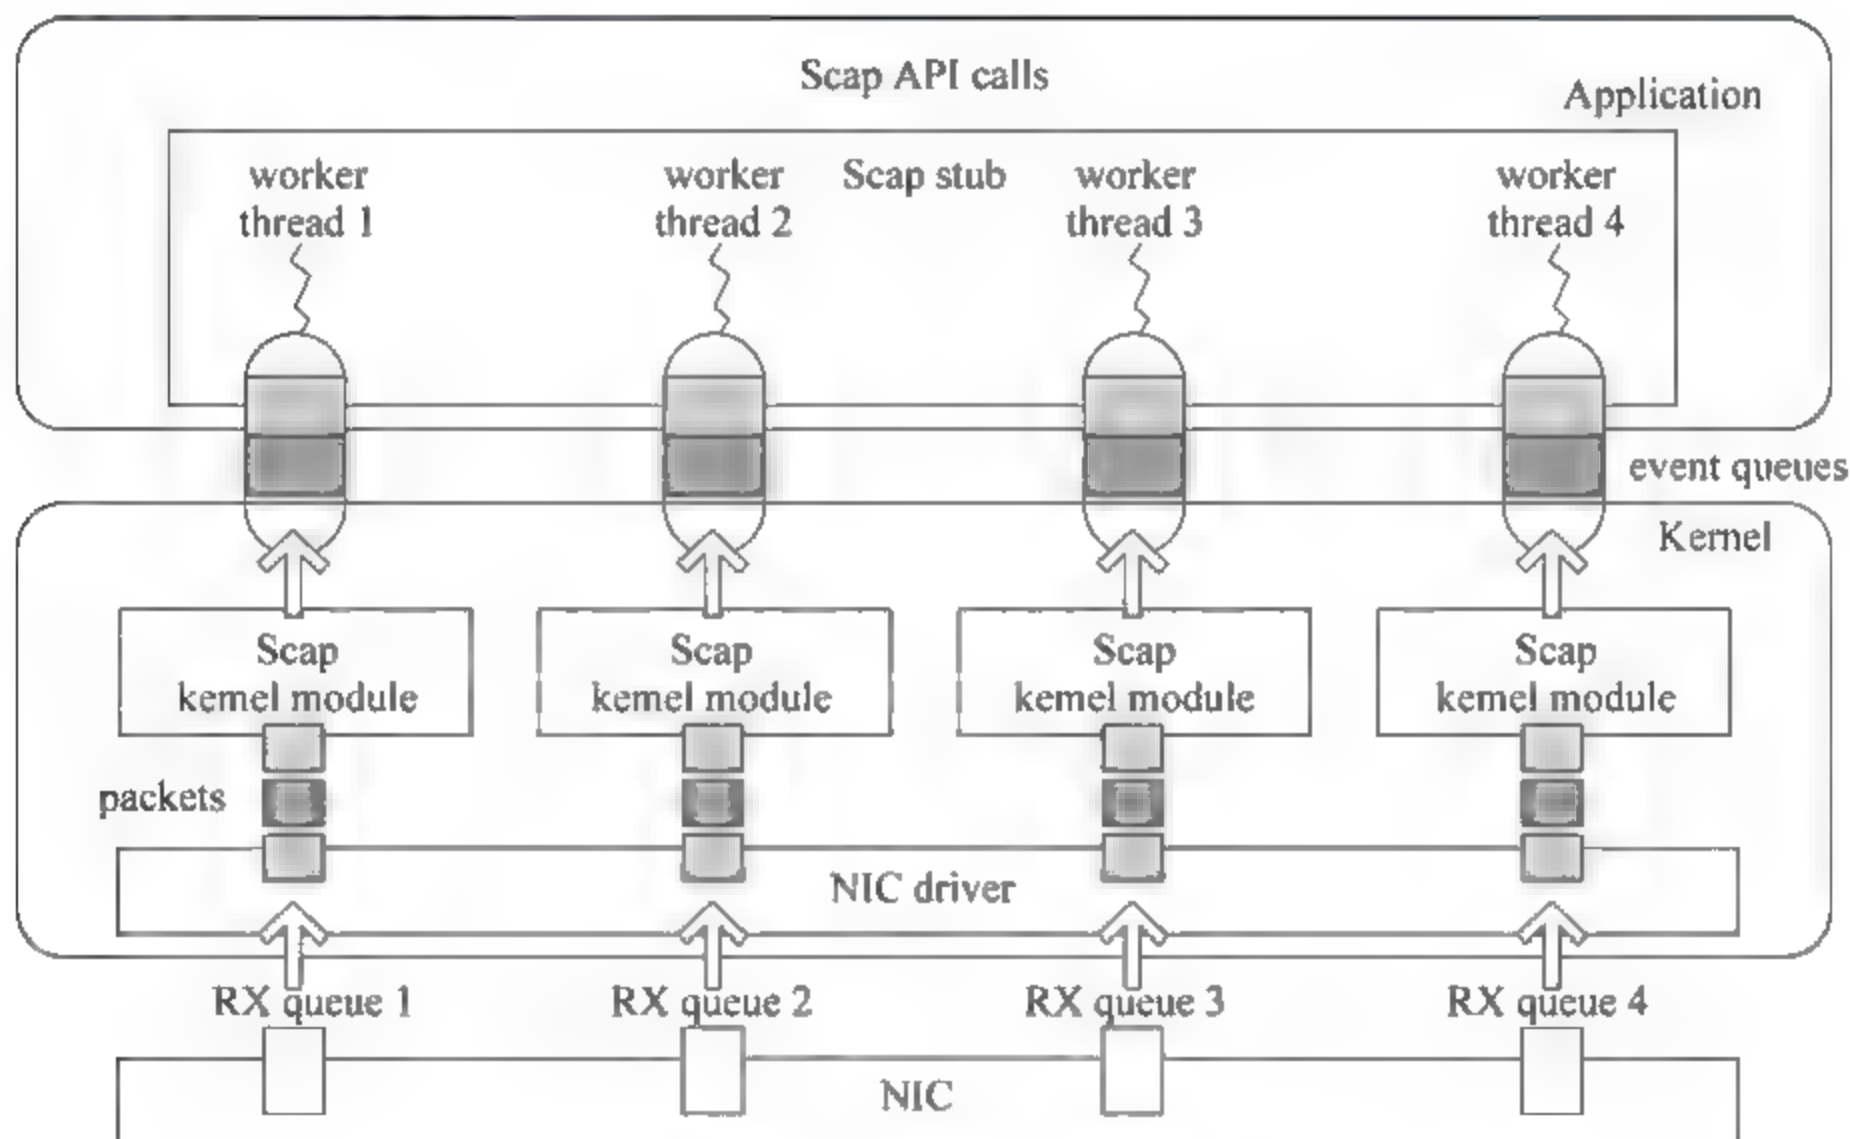 Scap API calls
Application
worker thread 1
worker thread 2
Scap stub
worker thread 3
worker thread 4
event queues
Kernel
Scap kernel module
Scap kernel module
Scap kernel module
Scap kernel module
packets
NIC driver
RX queue 1
RX queue 2
RX queue 3
RX queue 4
NIC